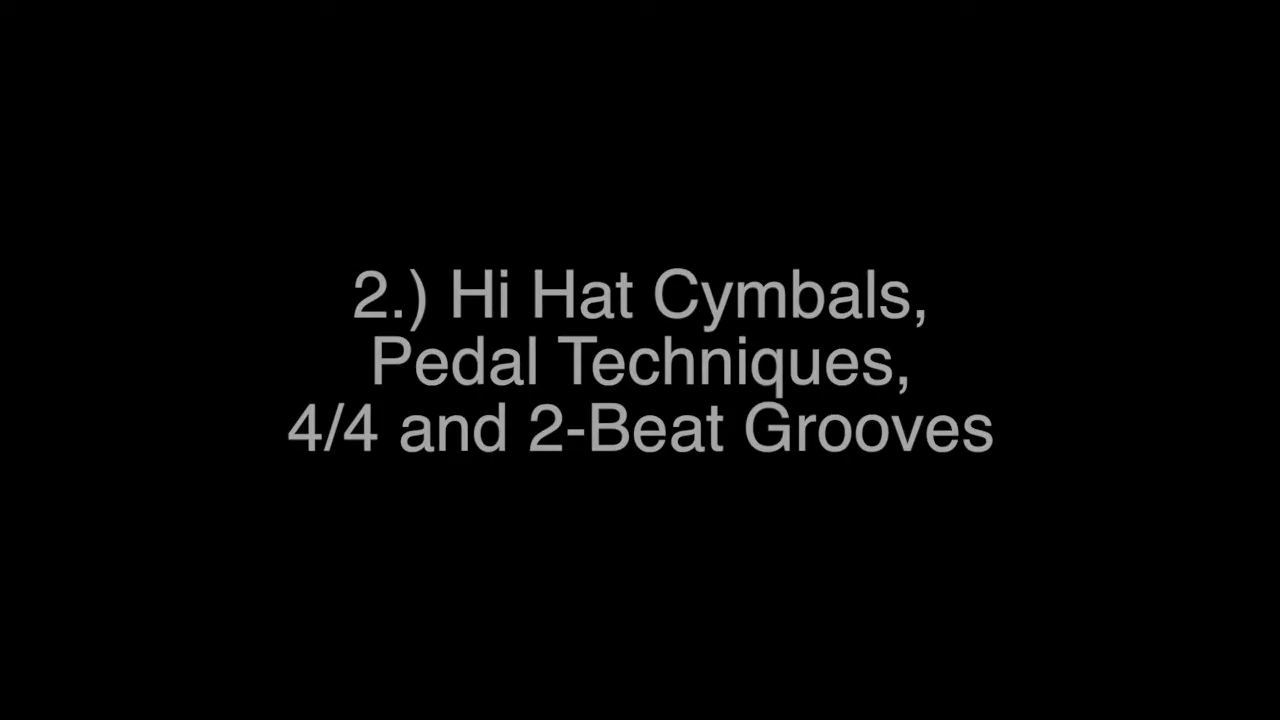 2.) Hi Hat Cymbals,
Pedal Techniques,
4/4 and 2-Beat Grooves